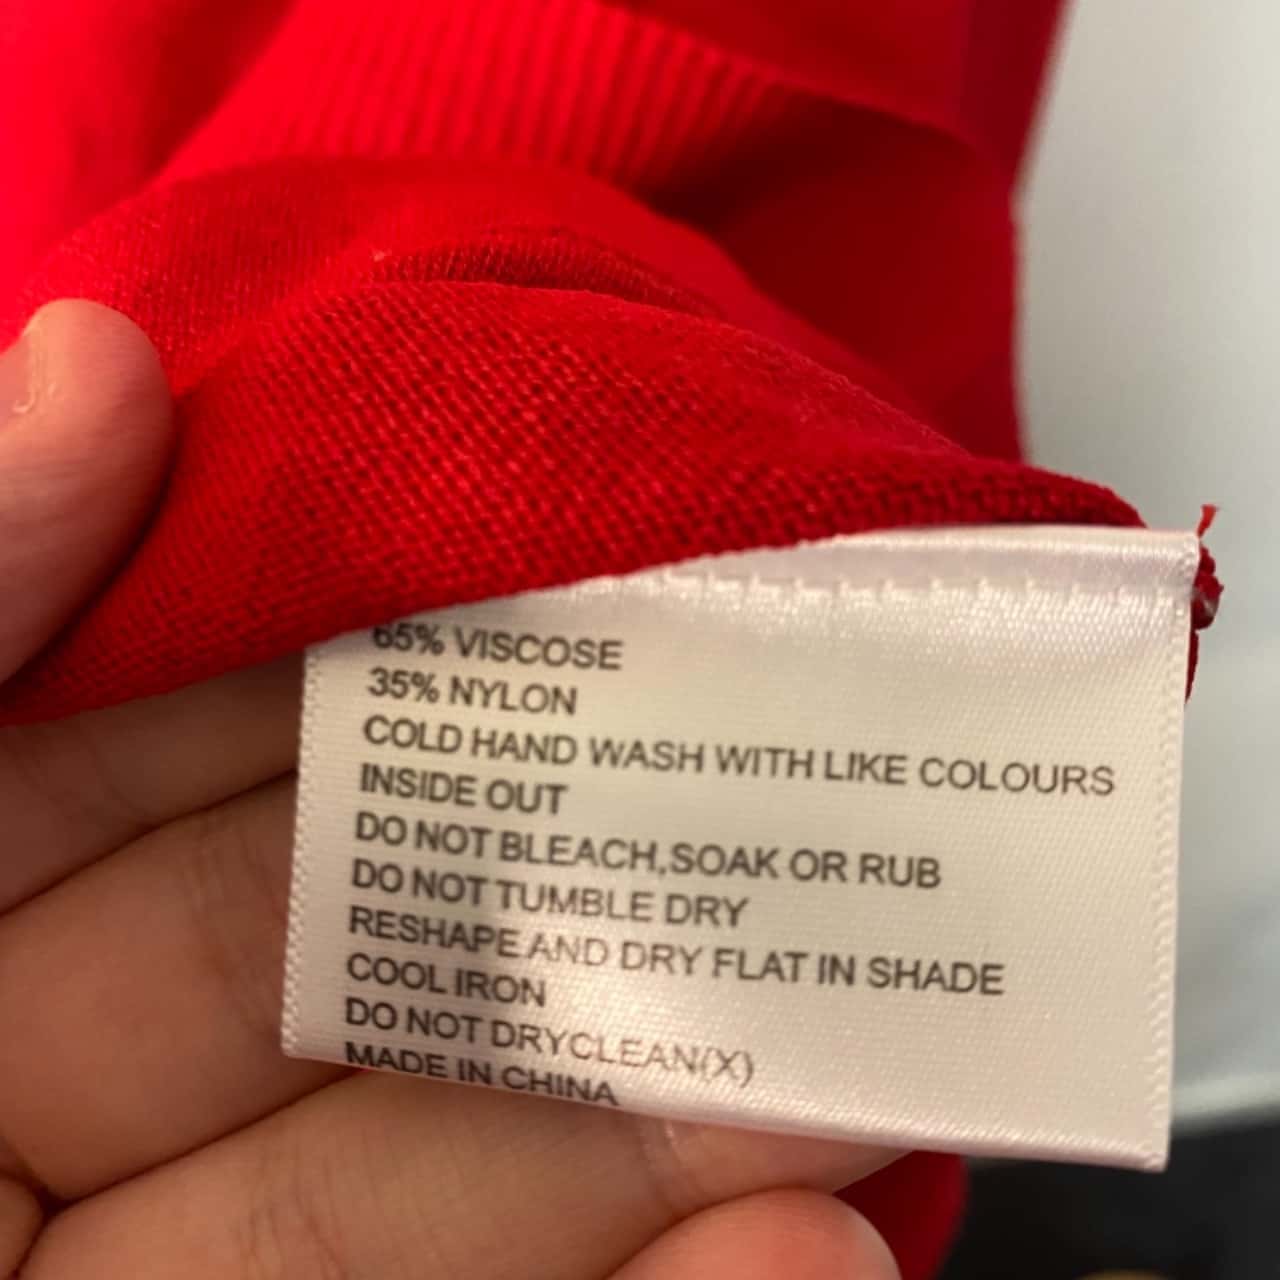 65% VISCOSE
35% NYLON
COLD HAND WASH WITH LIKE COLOURS
INSIDE OUT
DO NOT BLEACH,SOAK OR RUB
DO NOT TUMBLE DRY
RESHAPE AND DRY FLAT IN SHADE
COOL IRON
DO NOT DRYCLEAN(X)
MADE IN CHINA